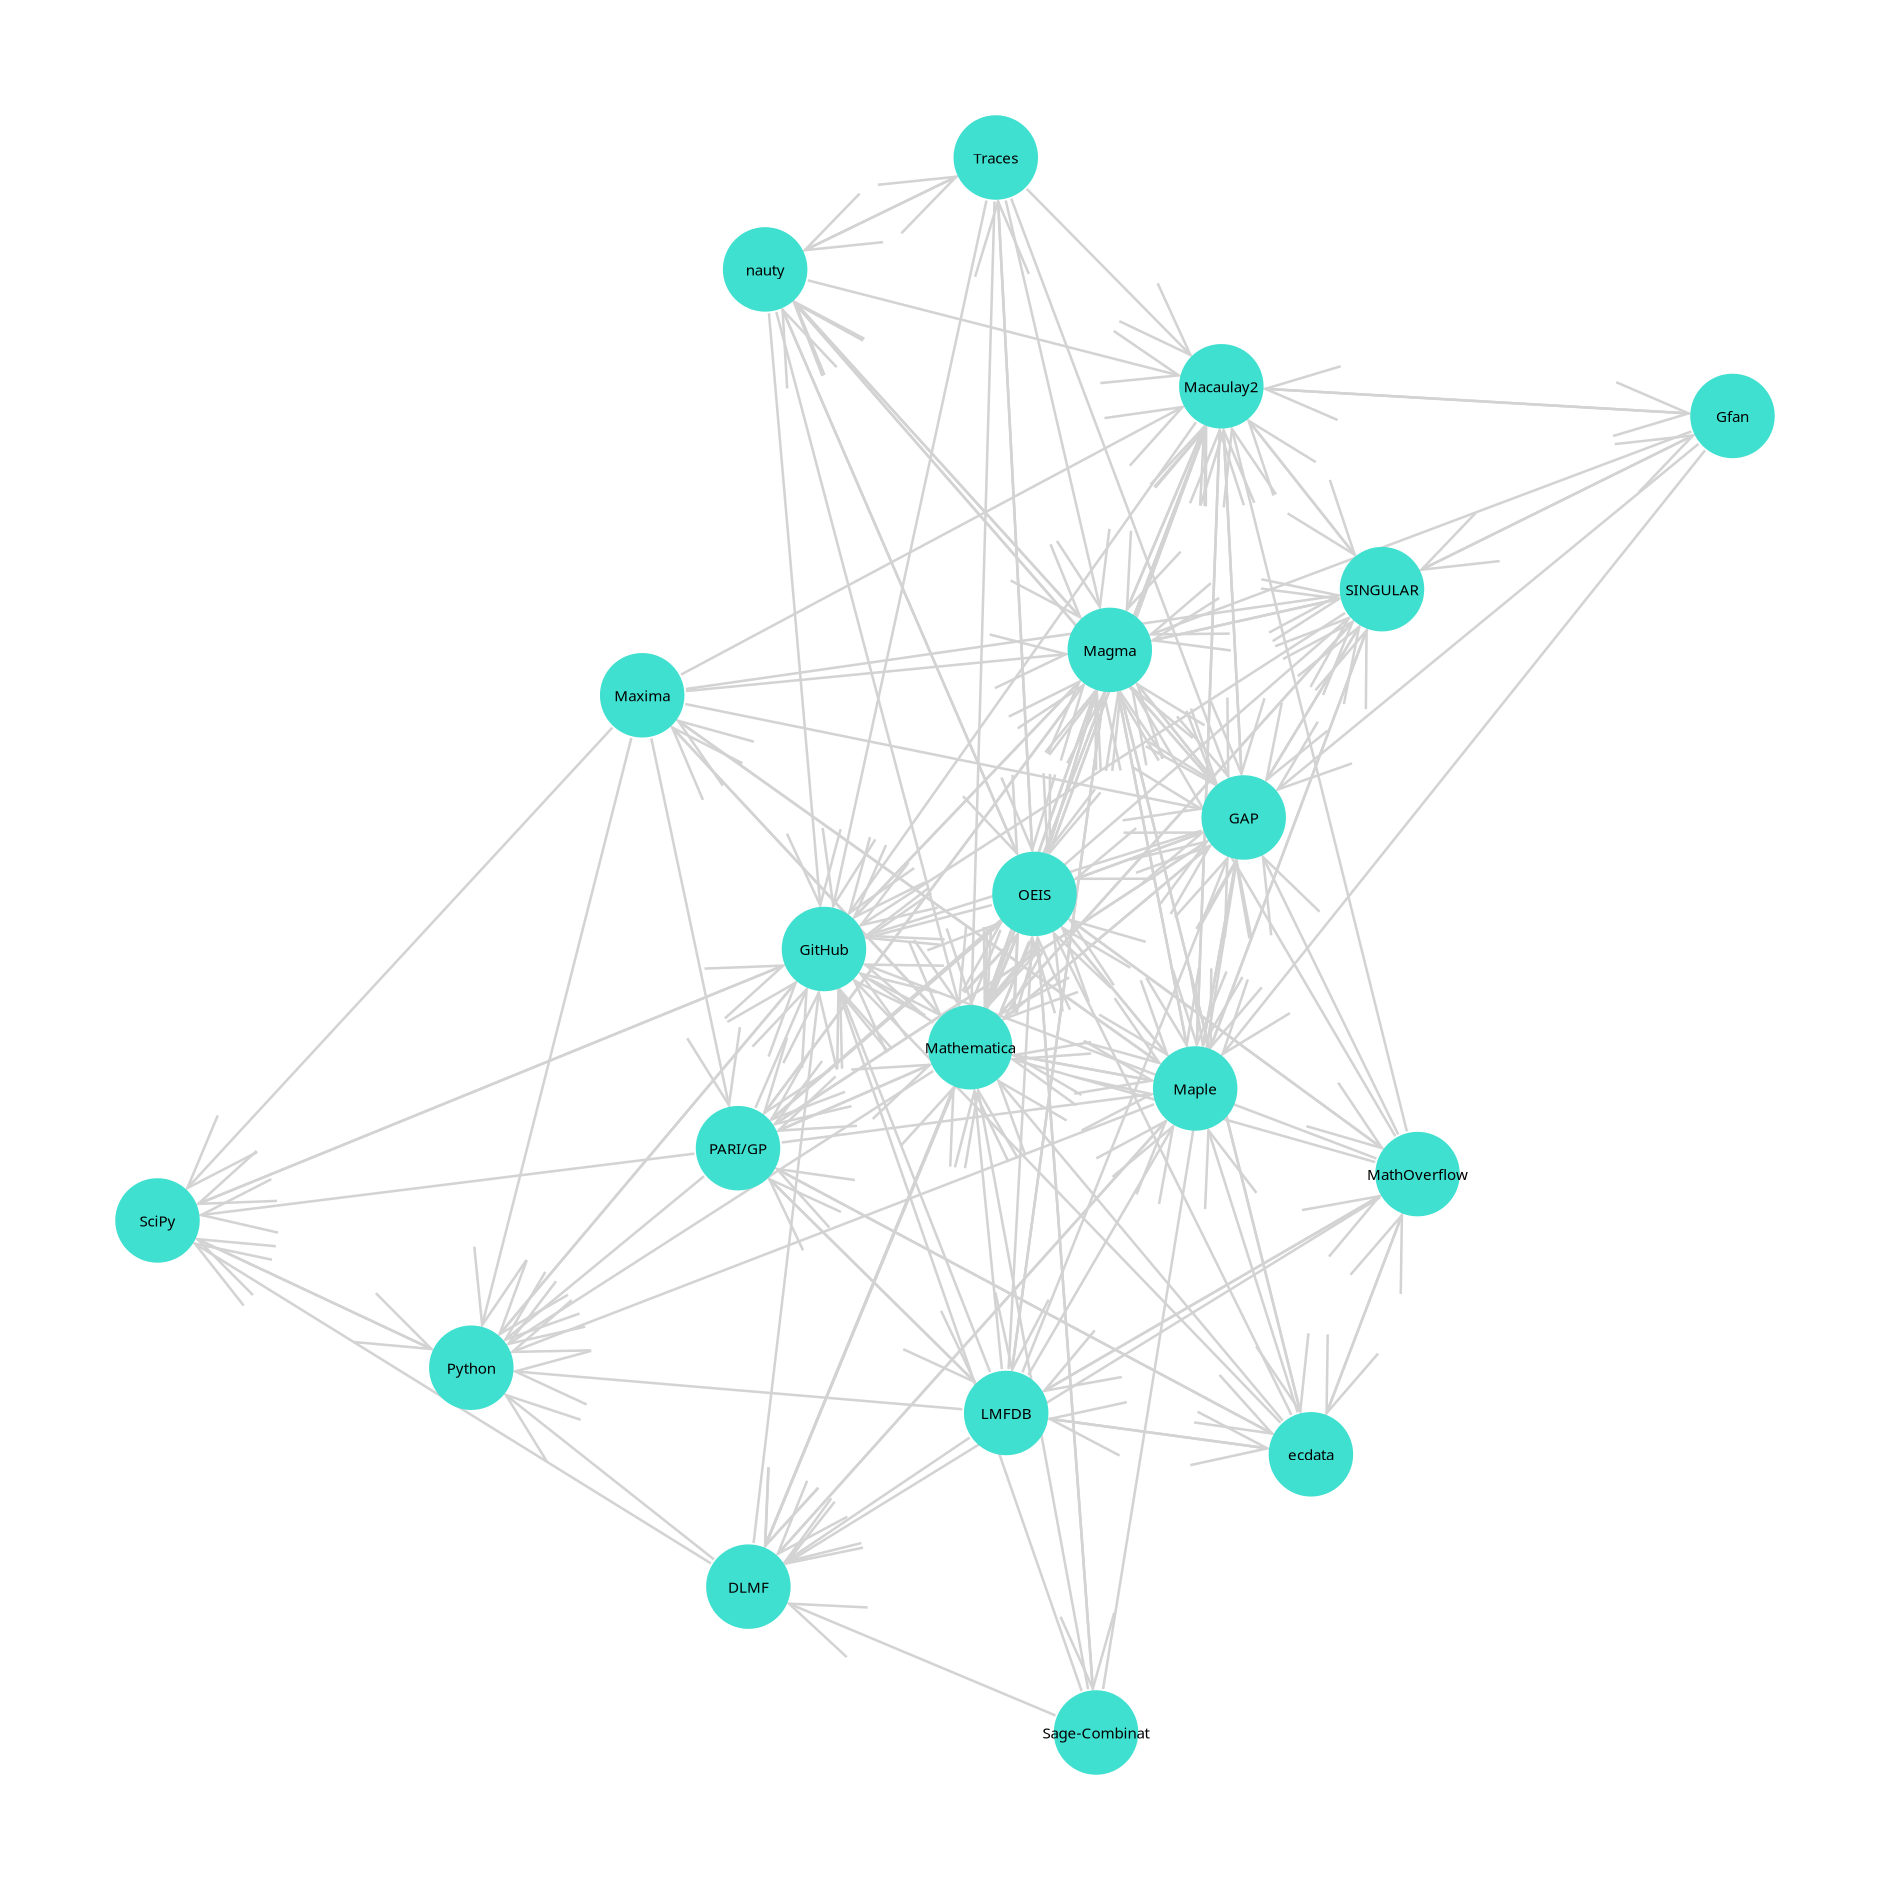 Traces
nauty
Macaulay2
Gfan
SINGULAR
Magma
Maxima
GAP
OEIS
GitHub
Mathematica
Maple
PARI/GP
MathOverflow
SciPy
Python
LMFDB
ecdata
DLMF
Sage-Combinat